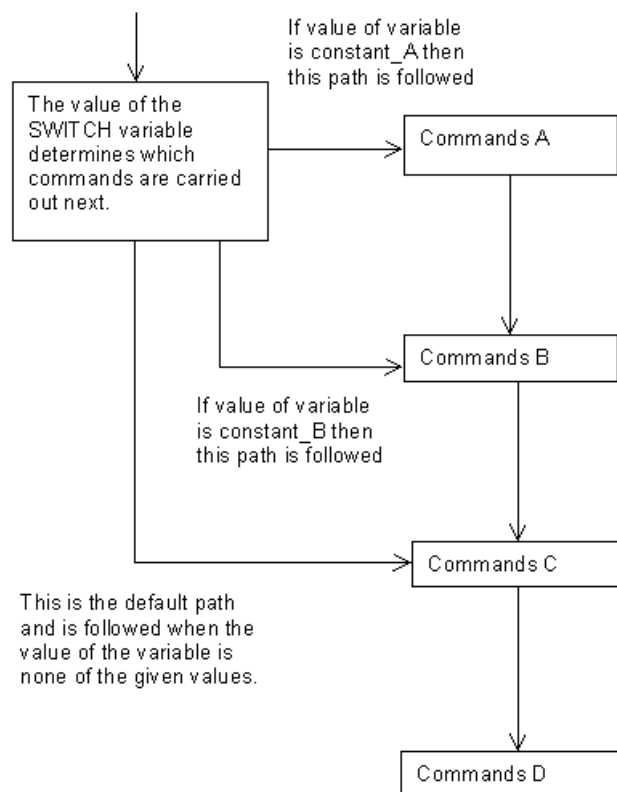 If value of variable
is constant_A then
this path is followed
The value of the
SWITCH variable
determines which
commands are carried
out next.
Commands A
Commands B
If value of variable
is constant_B then
this path is followed
Commands C
This is the default path
and is followed when the
value of the variable is
none of the given values.
Commands D